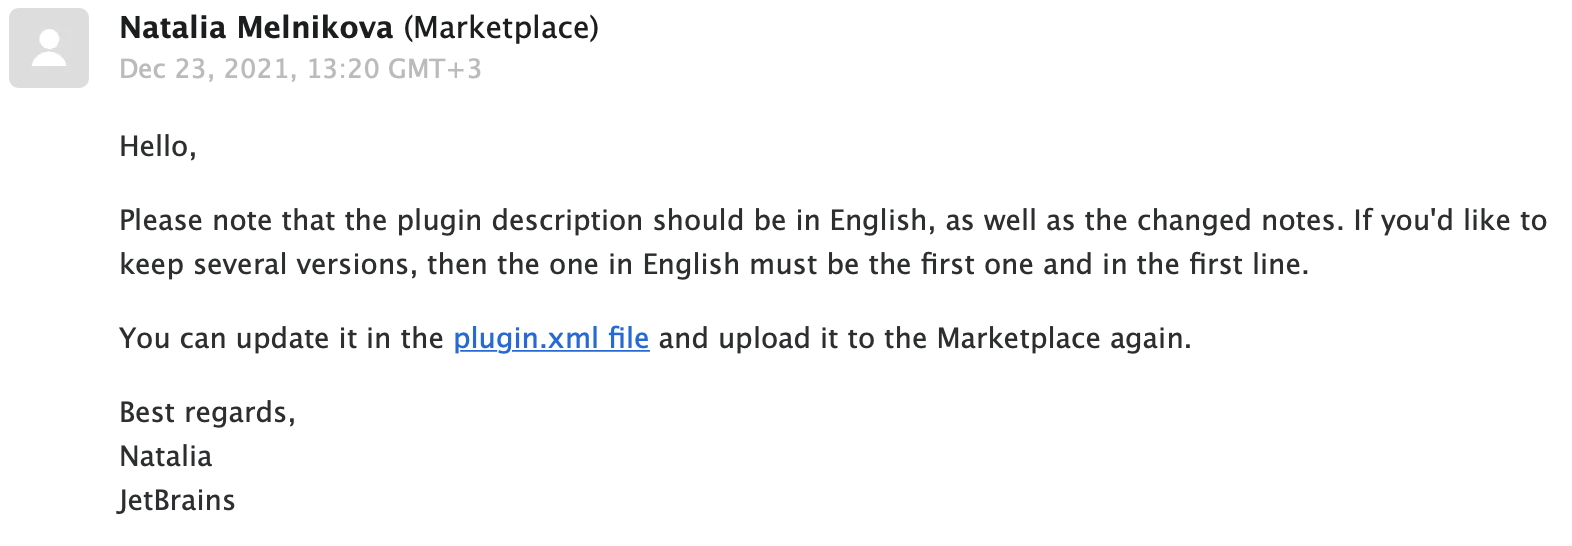 Natalia Melnikova (Marketplace)
Dec 23, 2021, 13:20 GMT+3
Hello,
Please note that the plugin description should be in English, as well as the changed notes. If you'd like to
keep several versions, then the one in English must be the first one and in the first line.
You can update it in the plugin.xml file and upload it to the Marketplace again.
Best regards,
Natalia
JetBrains